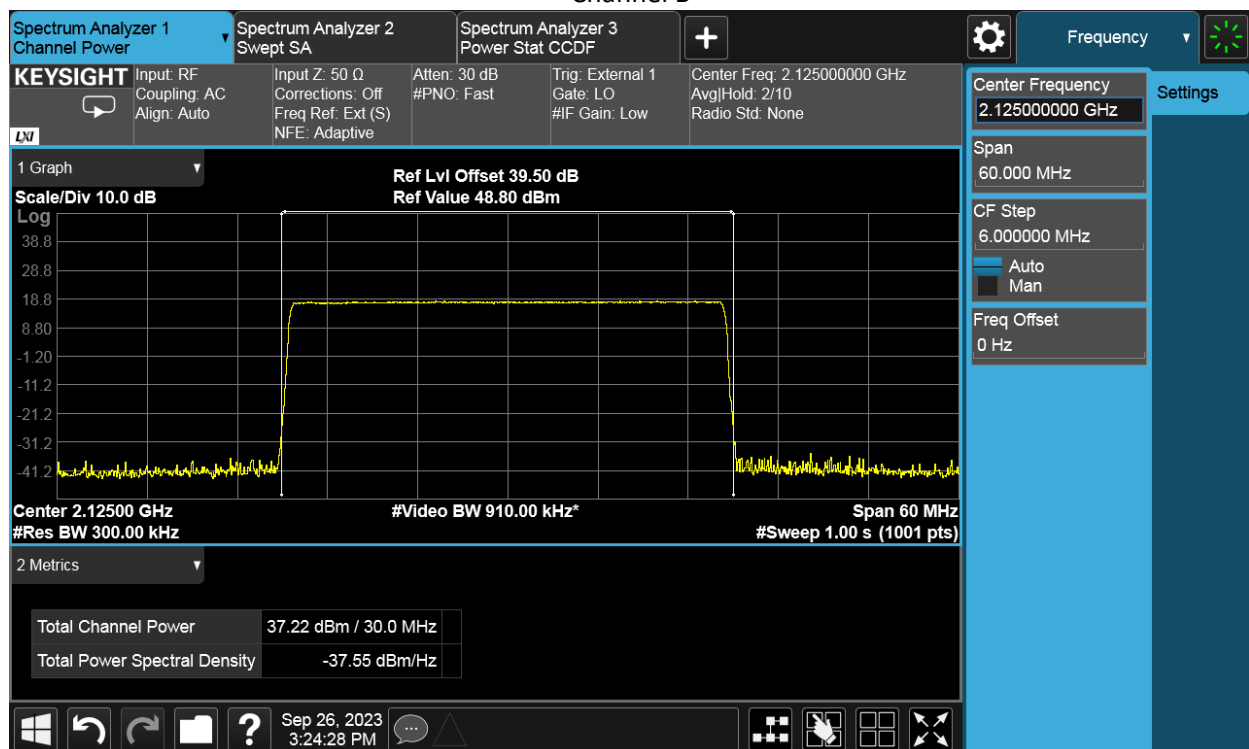 Channel B
Spectrum Analyzer 1
Channel Power
Spectrum Analyzer 2
Swept SA
Spectrum Analyzer 3
Power Stat CCDF
Frequency
KEYSIGHT
LXI
Input: RF
Coupling: AC
Align: Auto
Input Z: 50 Ω
Corrections: Off
Freq Ref: Ext (S)
NFE: Adaptive
Atten: 30 dB
#PNO: Fast
Trig: External 1
Gate: LO
#IF Gain: Low
Center Freq: 2.125000000 GHz
Avg|Hold: 2/10
Radio Std: None
Center Frequency
2.125000000 GHz
Settings
Span
60.000 MHz
CF Step
6.000000 MHz
Auto
Man
Freq Offset
0 Hz
1 Graph
Scale/Div 10.0 dB
Ref Lvl Offset 39.50 dB
Ref Value 48.80 dBm
Log
38.8
28.8
18.8
8.80
-1.20
-11.2
-21.2
-31.2
-41.2
Center 2.12500 GHz
#Res BW 300.00 kHz
#Video BW 910.00 kHz*
Span 60 MHz
#Sweep 1.00 s (1001 pts)
2 Metrics
Total Channel Power 37.22 dBm / 30.0 MHz
Total Power Spectral Density -37.55 dBm/Hz
?
Sep 26, 2023
3:24:28 PM